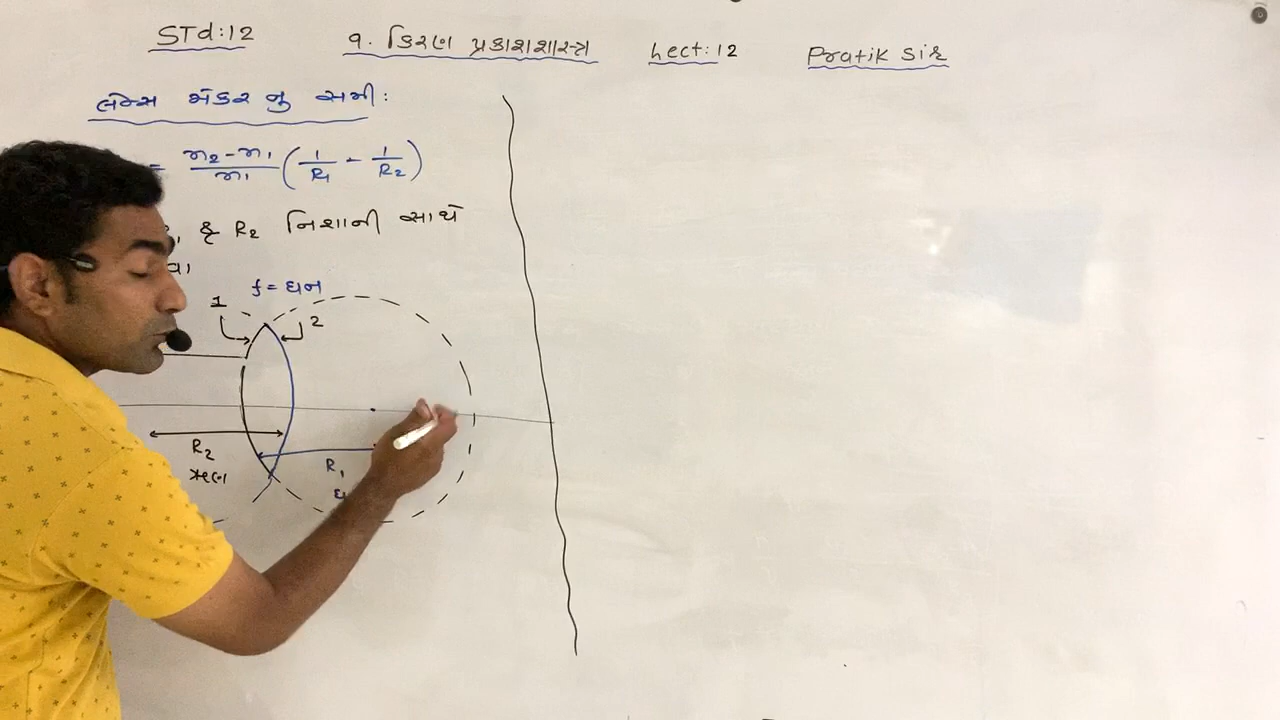 STd:12 ૧. કિરણ પ્રકાશશાસ્ત્ર Lect:12 Pratik Sir
લેન્સ મેકર નુ સમી:
= n₂-n₁/n₁ (1/R₁ - 1/R₂)
& R₂ નિશાની સાથે
f = ધન
1
2
R₂
R₁
ઋણ